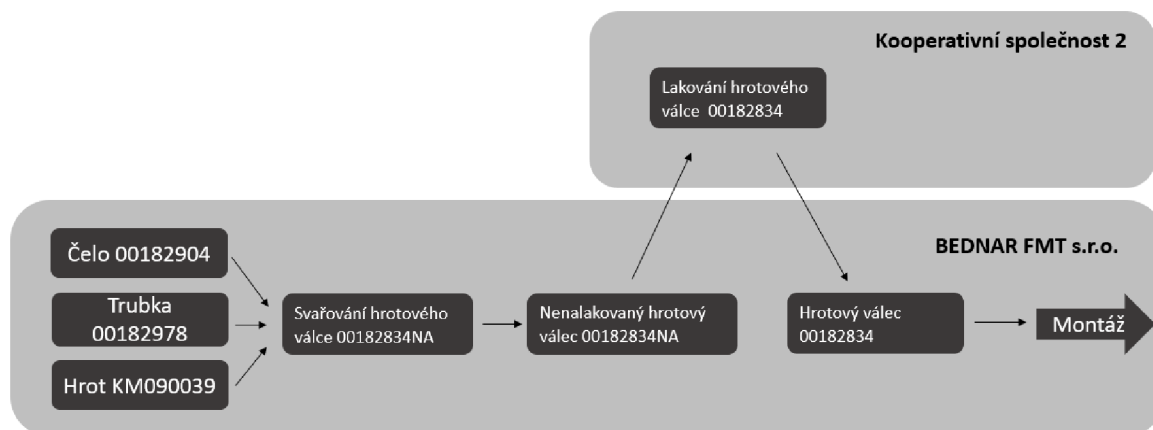 Kooperativní společnost 2
Lakování hrotového
válce 00182834
BEDNAR FMT s.r.o.
Čelo 00182904
Trubka
00182978
Hrot KM090039
Svařování hrotového
válce 00182834NA
Nenalakovaný hrotový
válec 00182834NA
Hrotový válec
00182834
Montáž